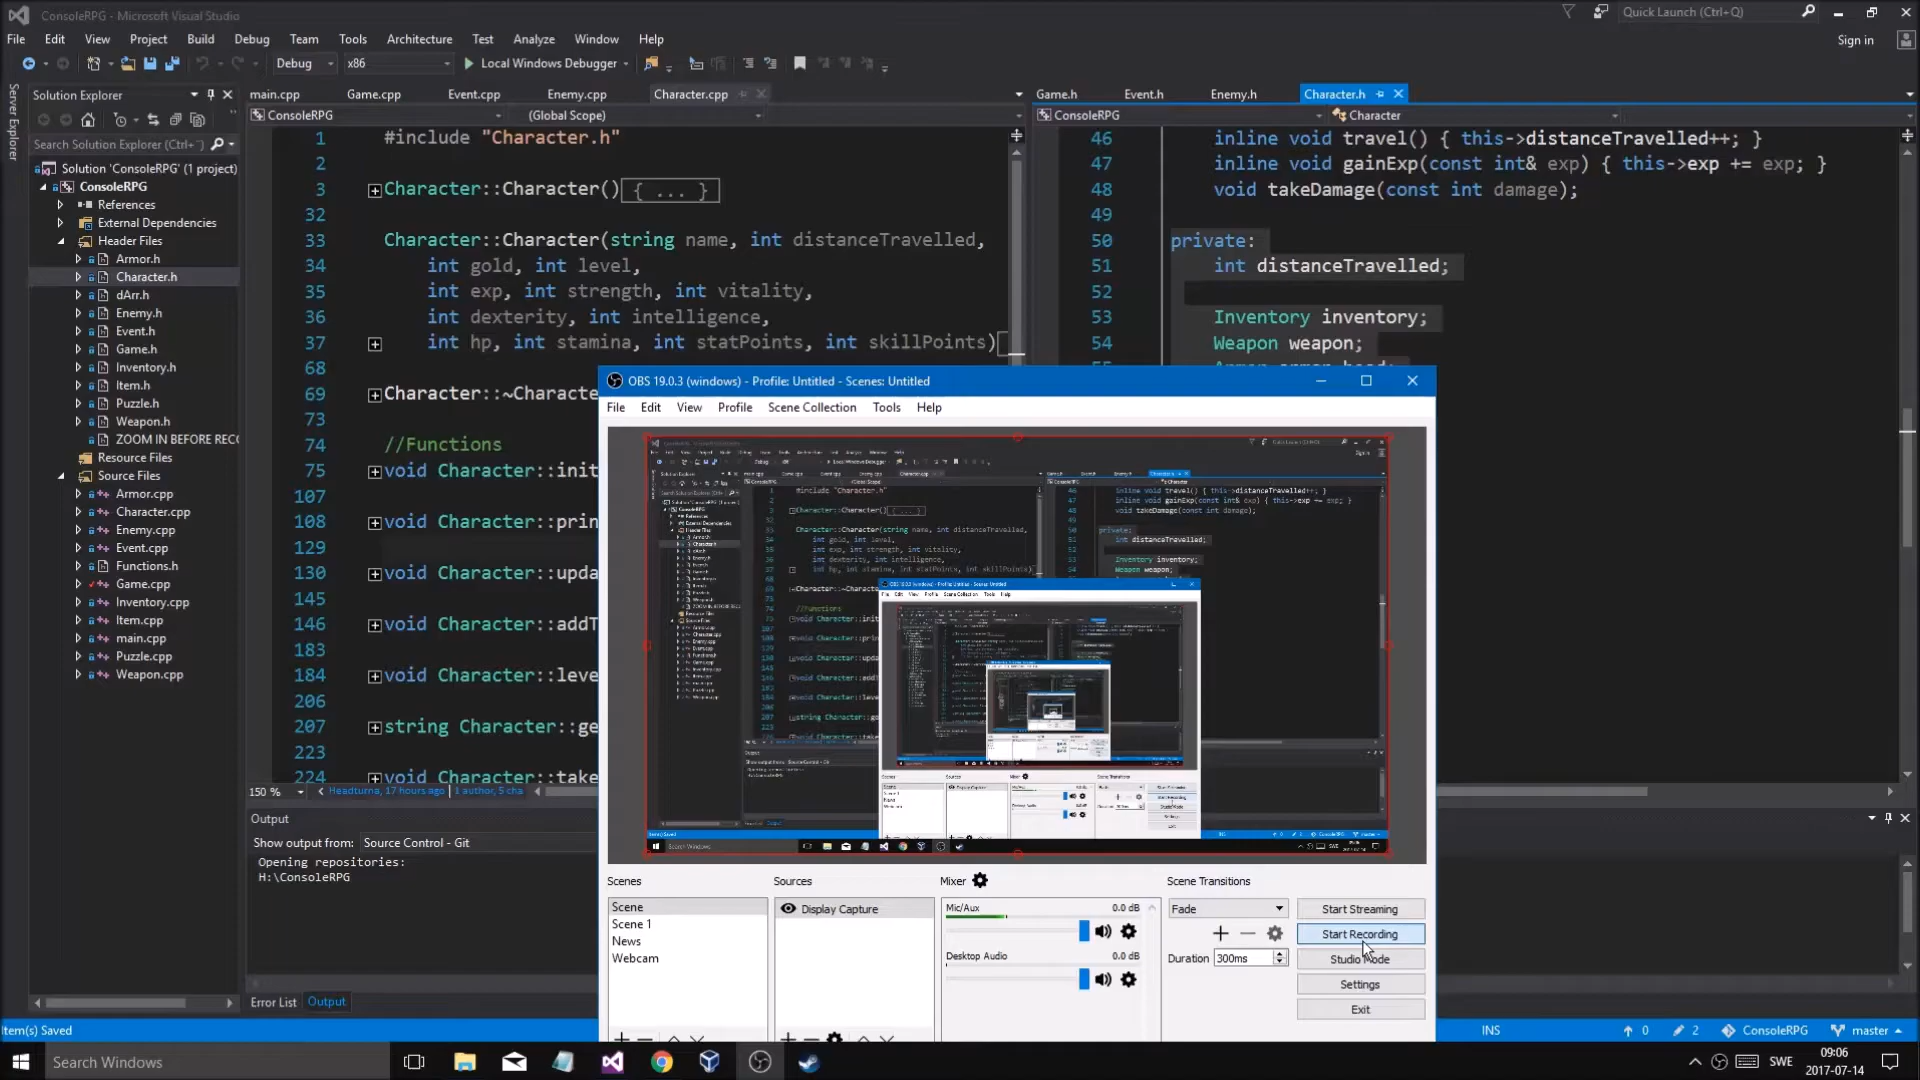 ConsoleRPG - Microsoft Visual Studio
Quick Launch (Ctrl+Q)
File Edit View Project Build Debug Team Tools Architecture Test Analyze Window Help
Sign in
Debug x86 Local Windows Debugger
Server Explorer
Solution Explorer
Search Solution Explorer (Ctrl+
Solution 'ConsoleRPG' (1 project)
ConsoleRPG
References
External Dependencies
Header Files
Armor.h
Character.h
dArr.h
Enemy.h
Event.h
Game.h
Inventory.h
Item.h
Puzzle.h
Weapon.h
ZOOM IN BEFORE REC
Resource Files
Source Files
Armor.cpp
Character.cpp
Enemy.cpp
Event.cpp
Functions.h
Game.cpp
Inventory.cpp
Item.cpp
main.cpp
Puzzle.cpp
Weapon.cpp
main.cpp Game.cpp Event.cpp Enemy.cpp Character.cpp
ConsoleRPG (Global Scope)
1 #include "Character.h"
2
3 Character::Character(){ ... }
32
33 Character::Character(string name, int distanceTravelled,
34 int gold, int level,
35 int exp, int strength, int vitality,
36 int dexterity, int intelligence,
37 int hp, int stamina, int statPoints, int skillPoints)
68
69 Character::~Characte
73
74 //Functions
75 void Character::init
107
108 void Character::prin
129
130 void Character::upda
145
146 void Character::addT
183
184 void Character::leve
206
207 string Character::ge
223
224 void Character::take
150 % Headturns, 17 hours ago | 1 author, 5 cha
Game.h Event.h Enemy.h Character.h
ConsoleRPG Character
46 inline void travel() { this->distanceTravelled++; }
47 inline void gainExp(const int& exp) { this->exp += exp; }
48 void takeDamage(const int damage);
49
50 private:
51 int distanceTravelled;
52
53 Inventory inventory;
54 Weapon weapon;
Output
Show output from: Source Control - Git
Opening repositories:
H:\ConsoleRPG
Error List Output
OBS 19.0.3 (windows) - Profile: Untitled - Scenes: Untitled
File Edit View Profile Scene Collection Tools Help
Scenes
Scene
Scene 1
News
Webcam
Sources
Display Capture
Mixer
Mic/Aux 0.0 dB
Desktop Audio 0.0 dB
Scene Transitions
Fade
Duration 300ms
Start Streaming
Start Recording
Studio Mode
Settings
Exit
Item(s) Saved
INS 0 2 ConsoleRPG master
Search Windows
SWE
09:06
2017-07-14